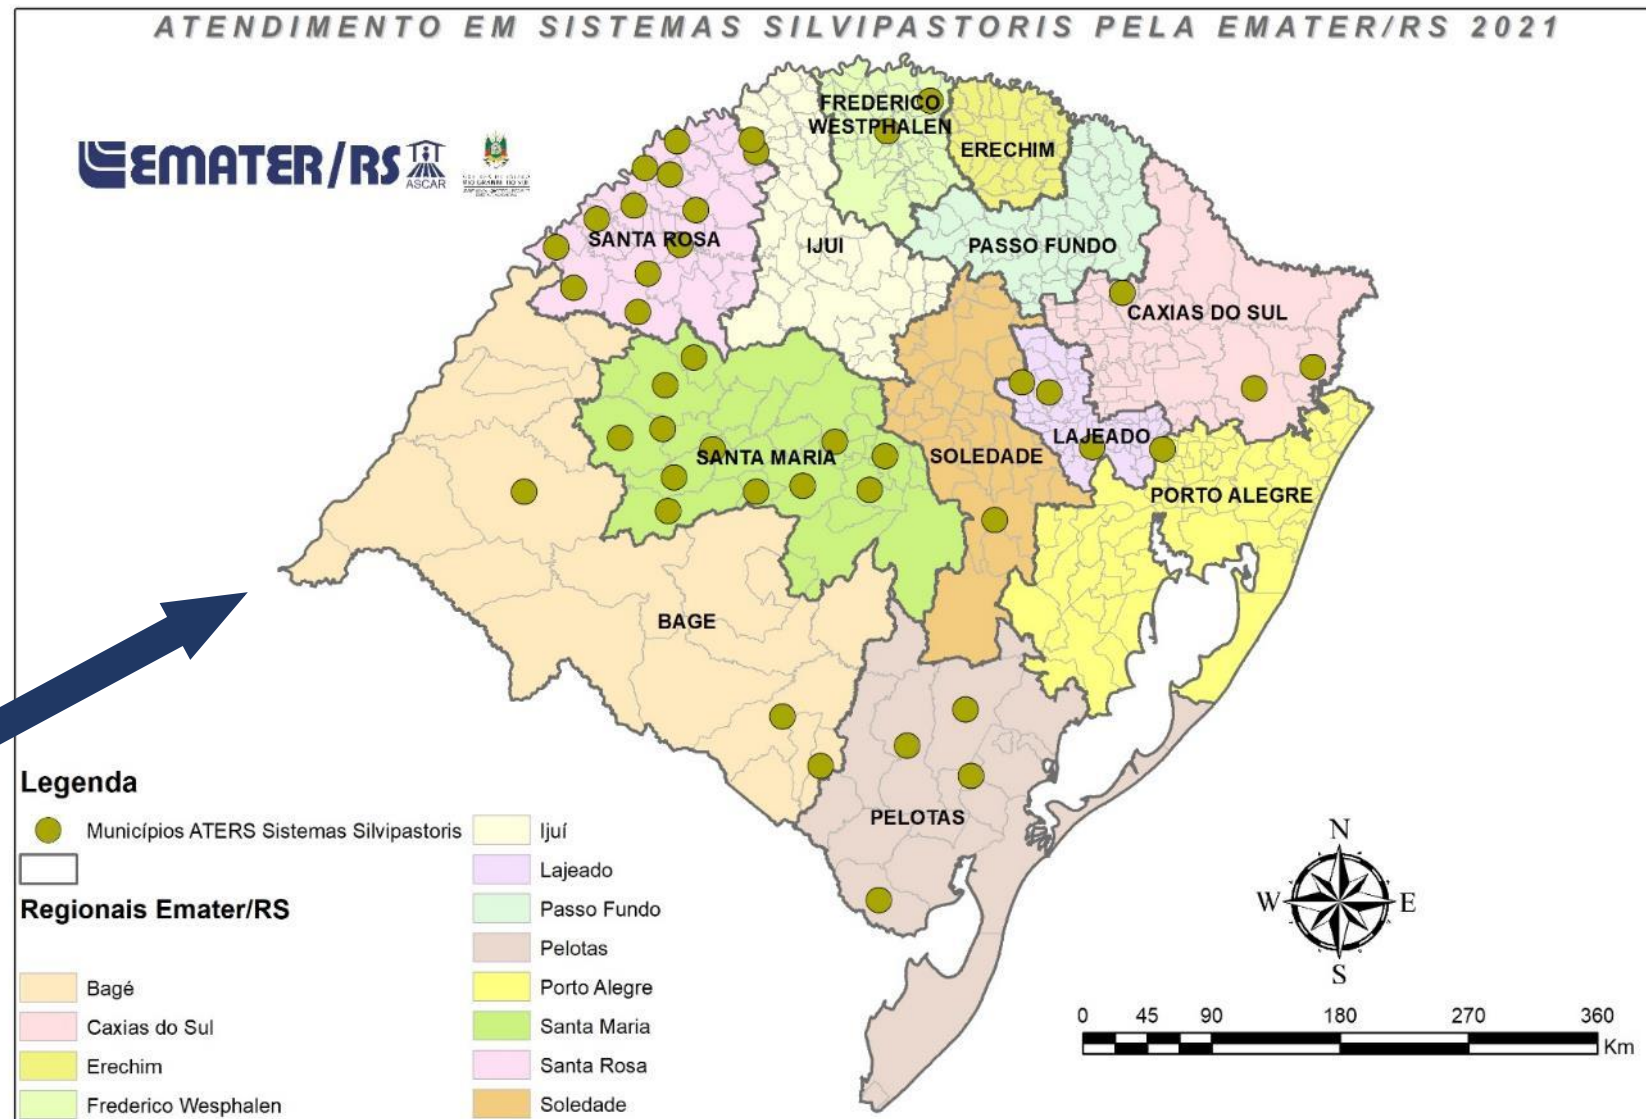 ATENDIMENTO EM SISTEMAS SILVIPASTORIS PELA EMATER/RS 2021
EMATER/RS
ASCAR
FREDERICO
WESTPHALEN
ERECHIM
SANTA ROSA
IJUI
PASSO FUNDO
CAXIAS DO SUL
LAJEADO
SANTA MARIA
SOLEDADE
PORTO ALEGRE
BAGE
PELOTAS
Legenda
Municípios ATERS Sistemas Silvipastoris
Regionais Emater/RS
Bagé
Caxias do Sul
Erechim
Frederico Wesphalen
Ijuí
Lajeado
Passo Fundo
Pelotas
Porto Alegre
Santa Maria
Santa Rosa
Soledade
N
W E
S
0 45 90 180 270 360
Km